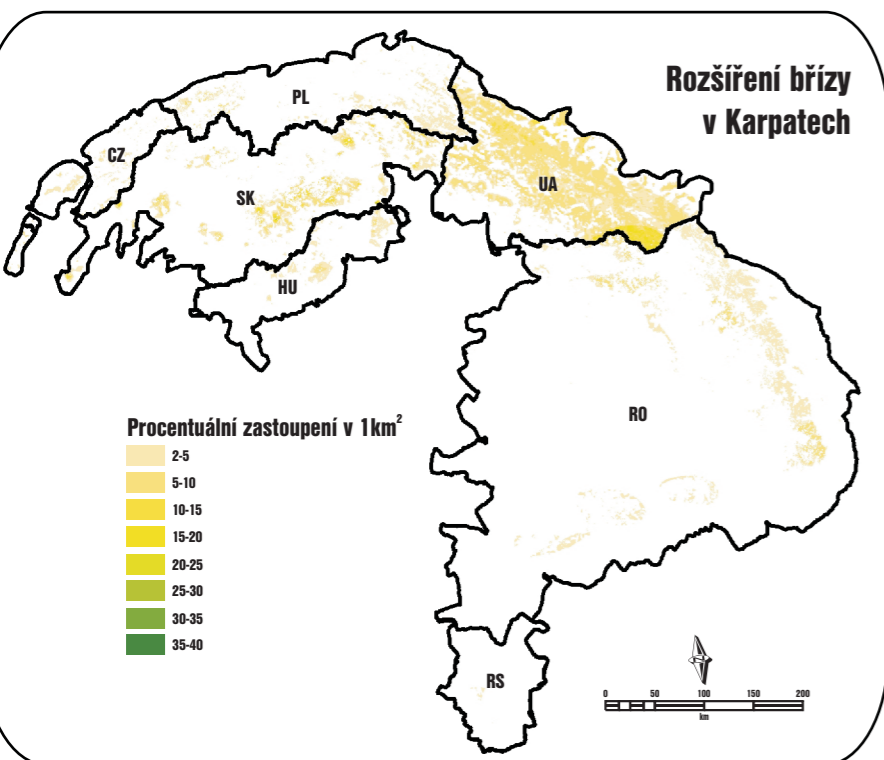 Rozšíření břízy
v Karpatech
PL
CZ
SK
UA
HU
RO
RS
Procentuální zastoupení v 1km²
2-5
5-10
10-15
15-20
20-25
25-30
30-35
35-40
0 50 100 150 200
km